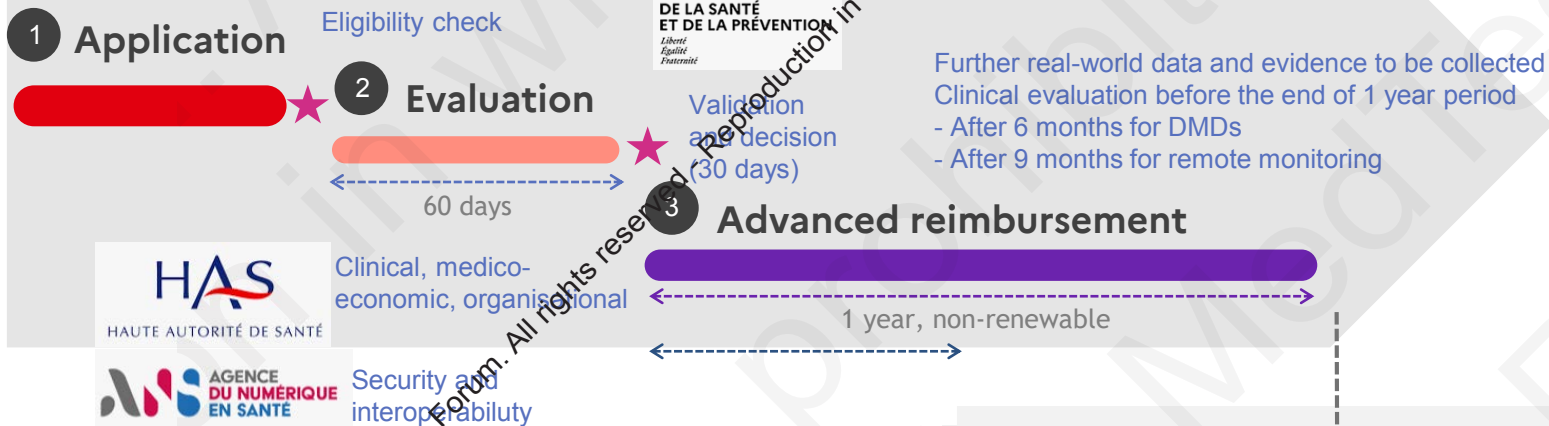 1 Application
Eligibility check
DE LA SANTÉ
ET DE LA PRÉVENTION
Liberté
Égalité
Fraternité
2 Evaluation
60 days
Validation
and decision
(30 days)
Further real-world data and evidence to be collected
Clinical evaluation before the end of 1 year period
- After 6 months for DMDs
- After 9 months for remote monitoring
3 Advanced reimbursement
1 year, non-renewable
HAS
HAUTE AUTORITÉ DE SANTÉ
Clinical, medico-
economic, organisational
ANS AGENCE
DU NUMÉRIQUE
EN SANTÉ
Security and
interoperabiluty
Forum. All rights reserved - Reproduction in